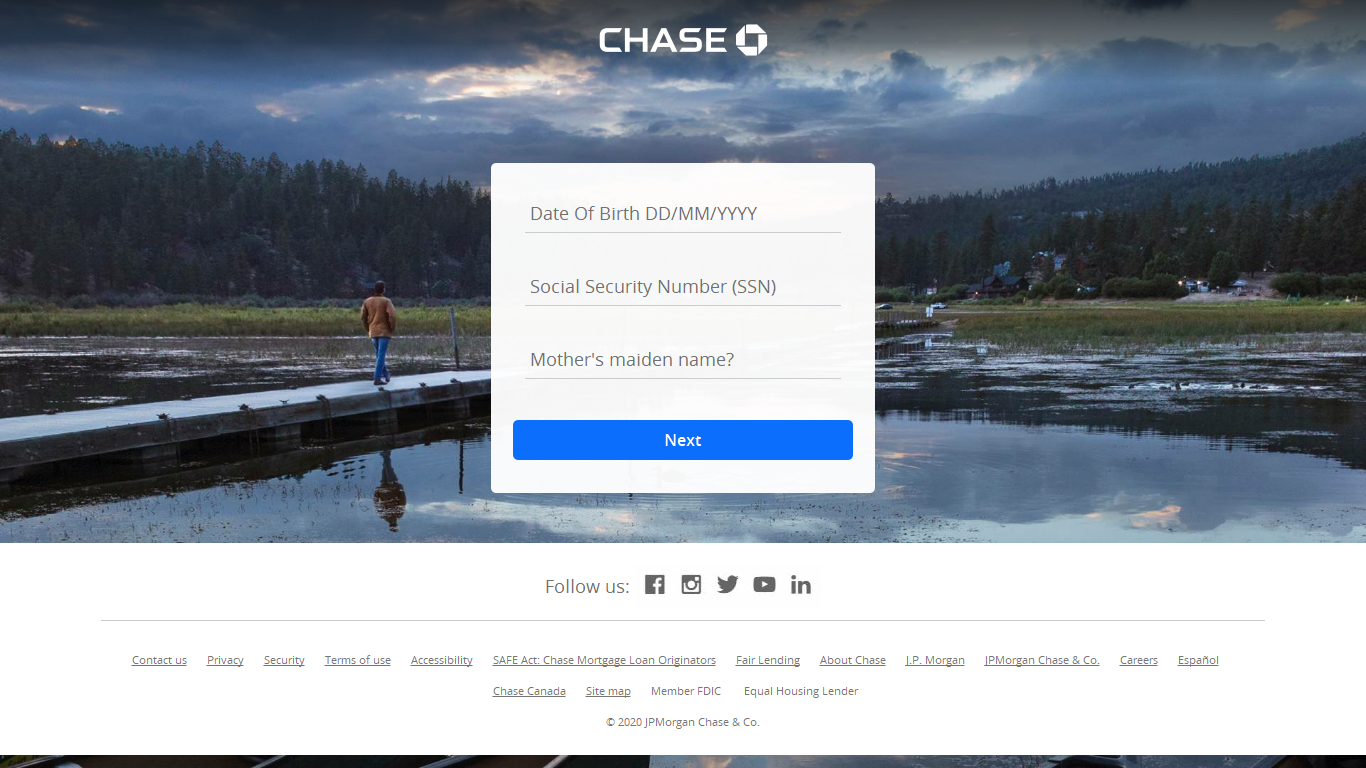 CHASE
Date Of Birth DD/MM/YYYY
Social Security Number (SSN)
Mother's maiden name?
Next
Follow us:
Contact us Privacy Security Terms of use Accessibility SAFE Act: Chase Mortgage Loan Originators Fair Lending About Chase J.P. Morgan JPMorgan Chase & Co. Careers Español
Chase Canada Site map Member FDIC Equal Housing Lender
© 2020 JPMorgan Chase & Co.